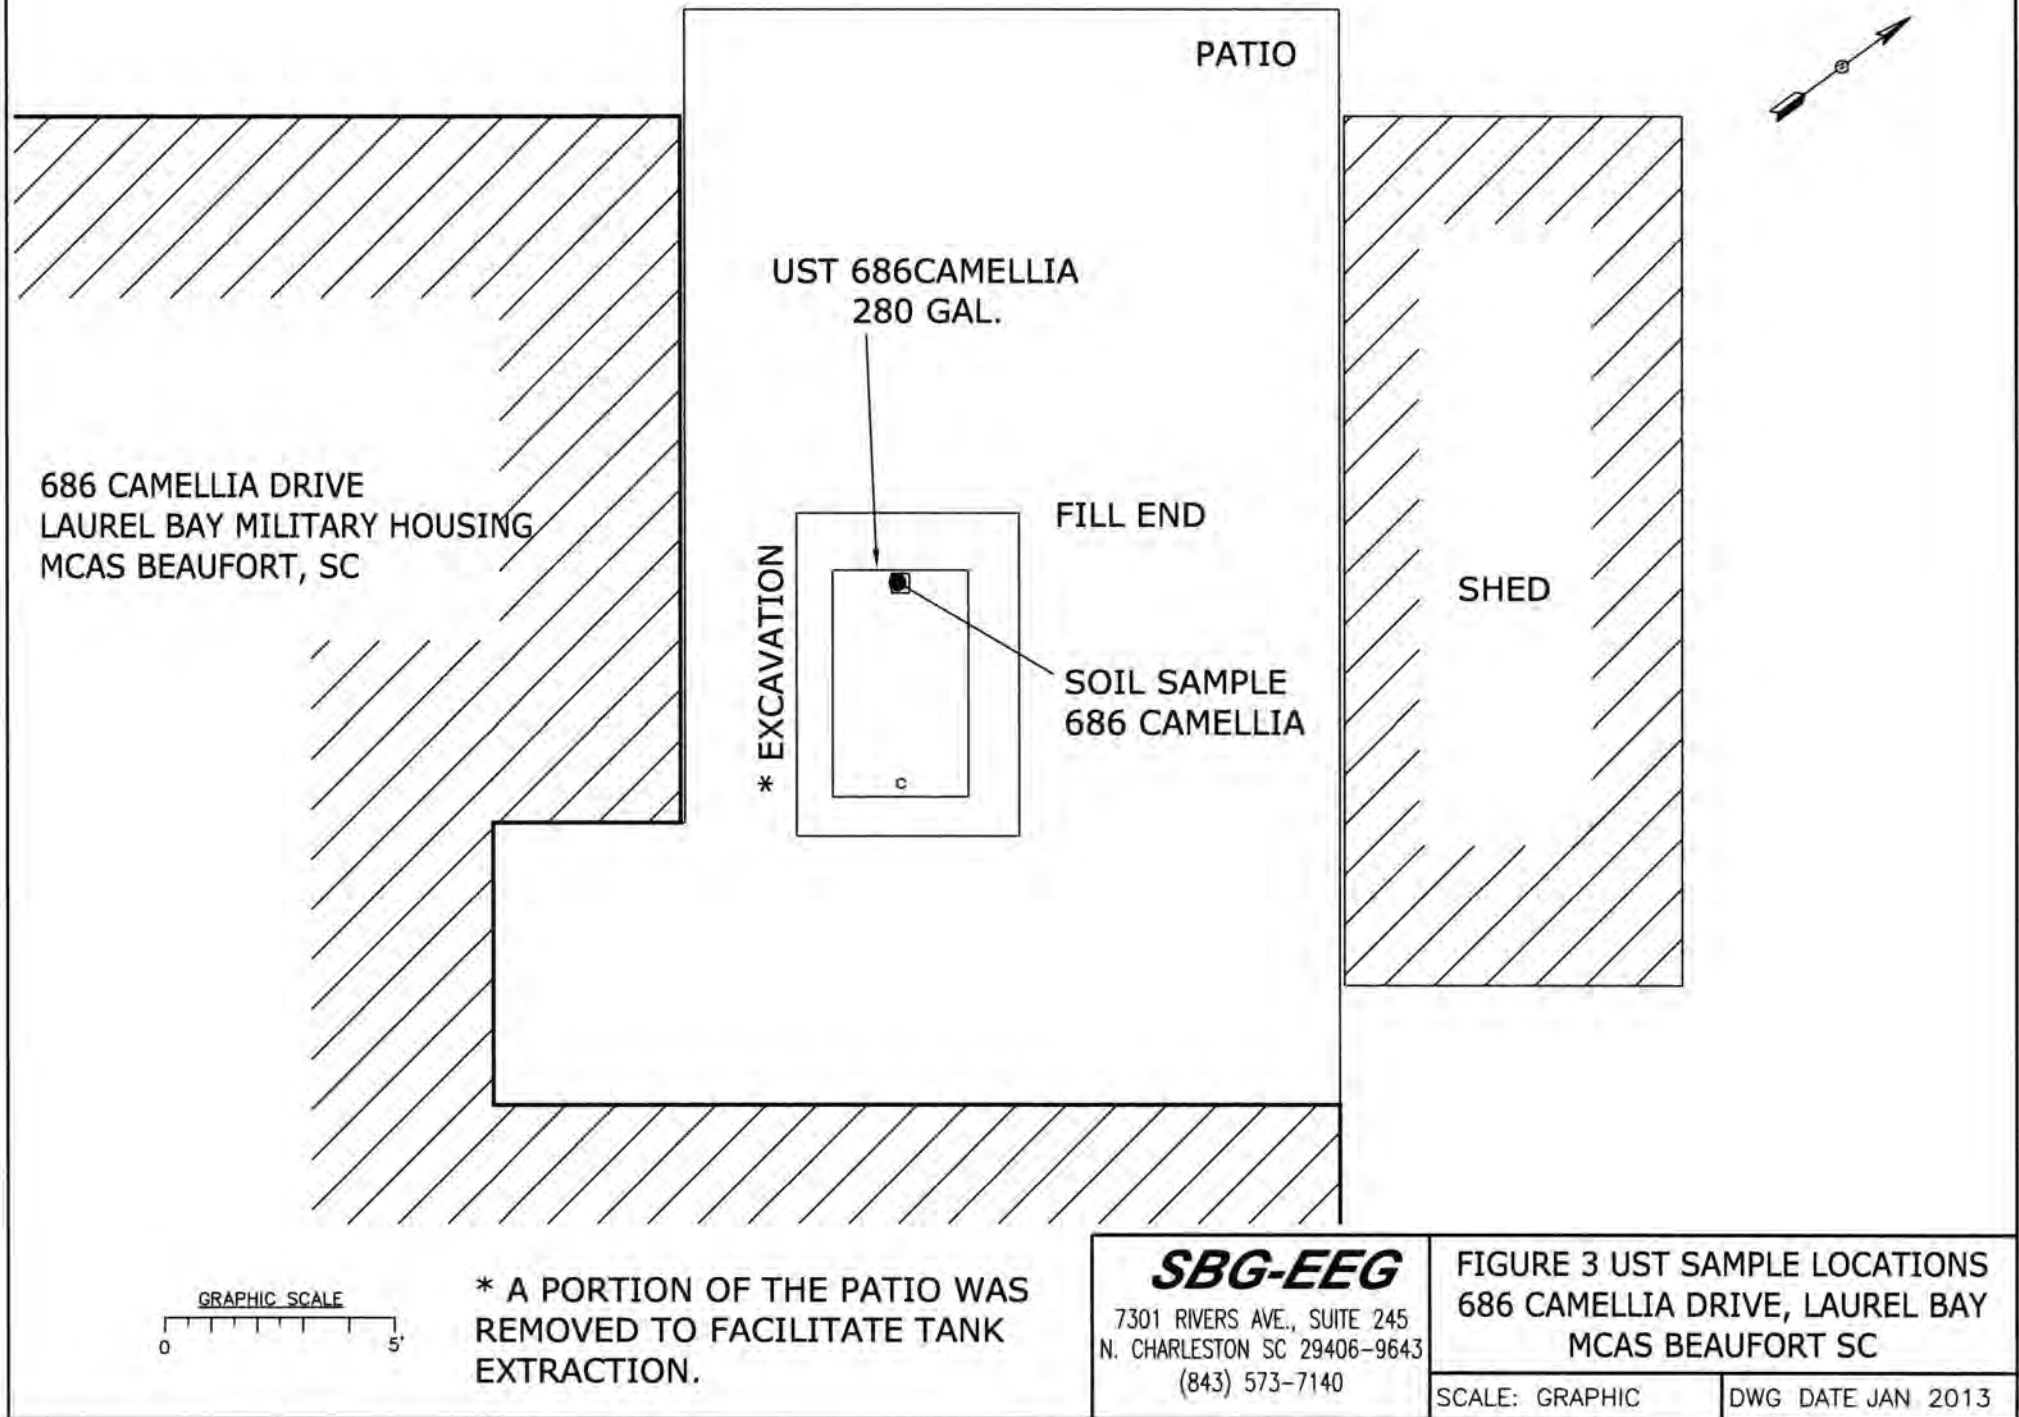 PATIO
UST 686CAMELLIA
280 GAL.
686 CAMELLIA DRIVE
LAUREL BAY MILITARY HOUSING
MCAS BEAUFORT, SC
FILL END
* EXCAVATION
SHED
SOIL SAMPLE
686 CAMELLIA
C
GRAPHIC SCALE
0 5'
* A PORTION OF THE PATIO WAS
REMOVED TO FACILITATE TANK
EXTRACTION.
SBG-EEG
7301 RIVERS AVE., SUITE 245
N. CHARLESTON SC 29406-9643
(843) 573-7140
FIGURE 3 UST SAMPLE LOCATIONS
686 CAMELLIA DRIVE, LAUREL BAY
MCAS BEAUFORT SC
SCALE: GRAPHIC
DWG DATE JAN 2013